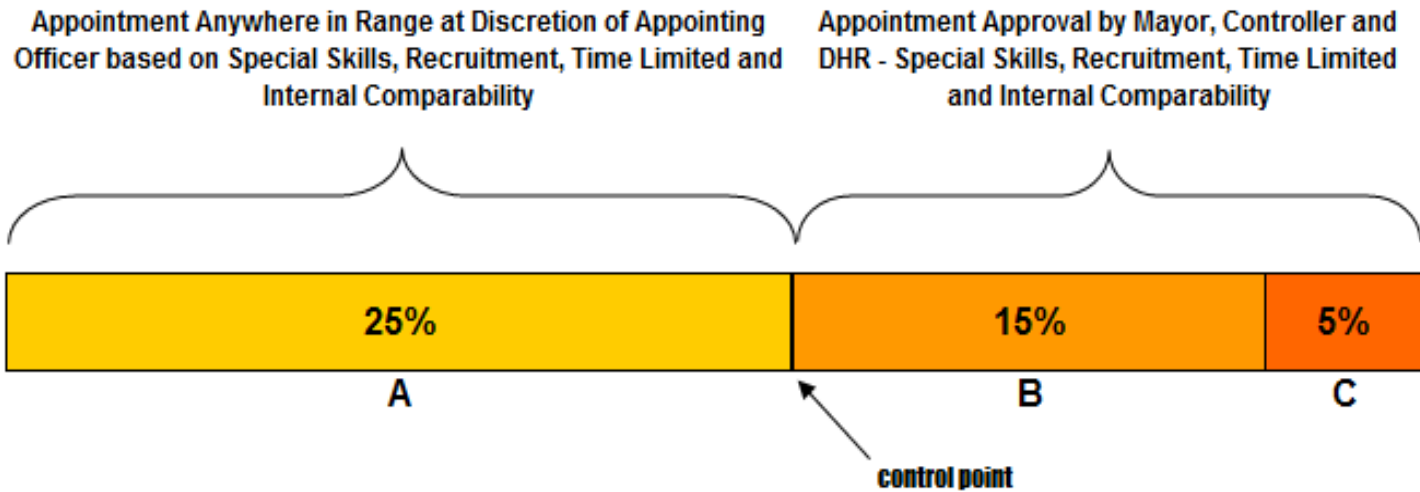 Appointment Anywhere in Range at Discretion of Appointing
Officer based on Special Skills, Recruitment, Time Limited and
Internal Comparability
Appointment Approval by Mayor, Controller and
DHR - Special Skills, Recruitment, Time Limited
and Internal Comparability
25%
15%
5%
A
B
C
control point